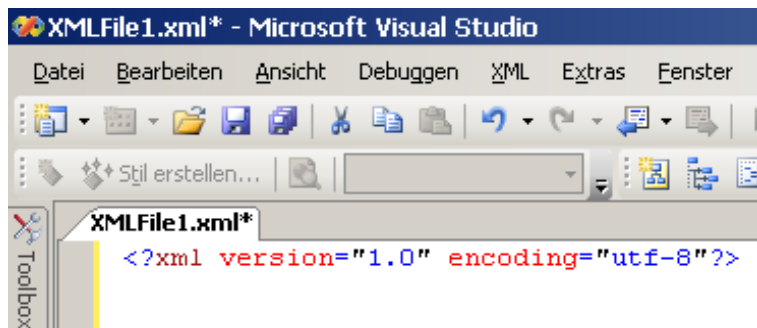 XMLFile1.xml* - Microsoft Visual Studio
Datei Bearbeiten Ansicht Debuggen XML Extras Fenster
Stil erstellen...
XMLFile1.xml*
<?xml version="1.0" encoding="utf-8"?>
Toolbox